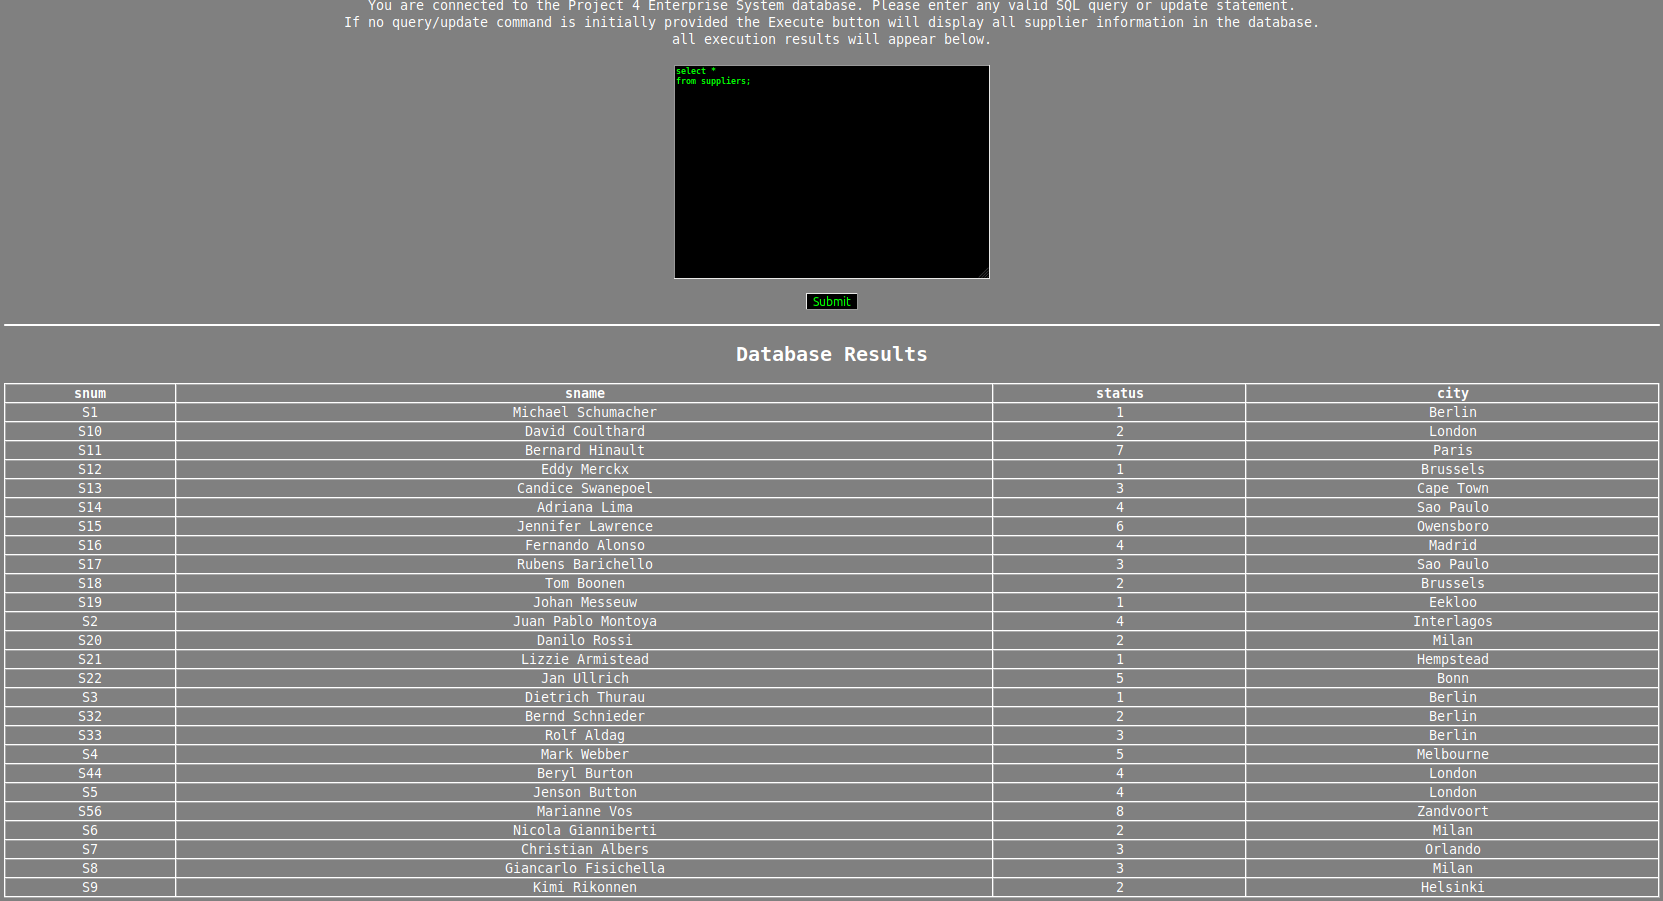 You are connected to the Project 4 Enterprise System database. Please enter any valid SQL query or update statement.
If no query/update command is initially provided the Execute button will display all supplier information in the database.
all execution results will appear below.
select *
from suppliers;
Submit
Database Results
snum sname status city
S1 Michael Schumacher 1 Berlin
S10 David Coulthard 2 London
S11 Bernard Hinault 7 Paris
S12 Eddy Merckx 1 Brussels
S13 Candice Swanepoel 3 Cape Town
S14 Adriana Lima 4 Sao Paulo
S15 Jennifer Lawrence 6 Owensboro
S16 Fernando Alonso 4 Madrid
S17 Rubens Barichello 3 Sao Paulo
S18 Tom Boonen 2 Brussels
S19 Johan Messeuw 1 Eekloo
S2 Juan Pablo Montoya 4 Interlagos
S20 Danilo Rossi 2 Milan
S21 Lizzie Armistead 1 Hempstead
S22 Jan Ullrich 5 Bonn
S3 Dietrich Thurau 1 Berlin
S32 Bernd Schnieder 2 Berlin
S33 Rolf Aldag 3 Berlin
S4 Mark Webber 5 Melbourne
S44 Beryl Burton 4 London
S5 Jenson Button 4 London
S56 Marianne Vos 8 Zandvoort
S6 Nicola Gianniberti 2 Milan
S7 Christian Albers 3 Orlando
S8 Giancarlo Fisichella 3 Milan
S9 Kimi Rikonnen 2 Helsinki